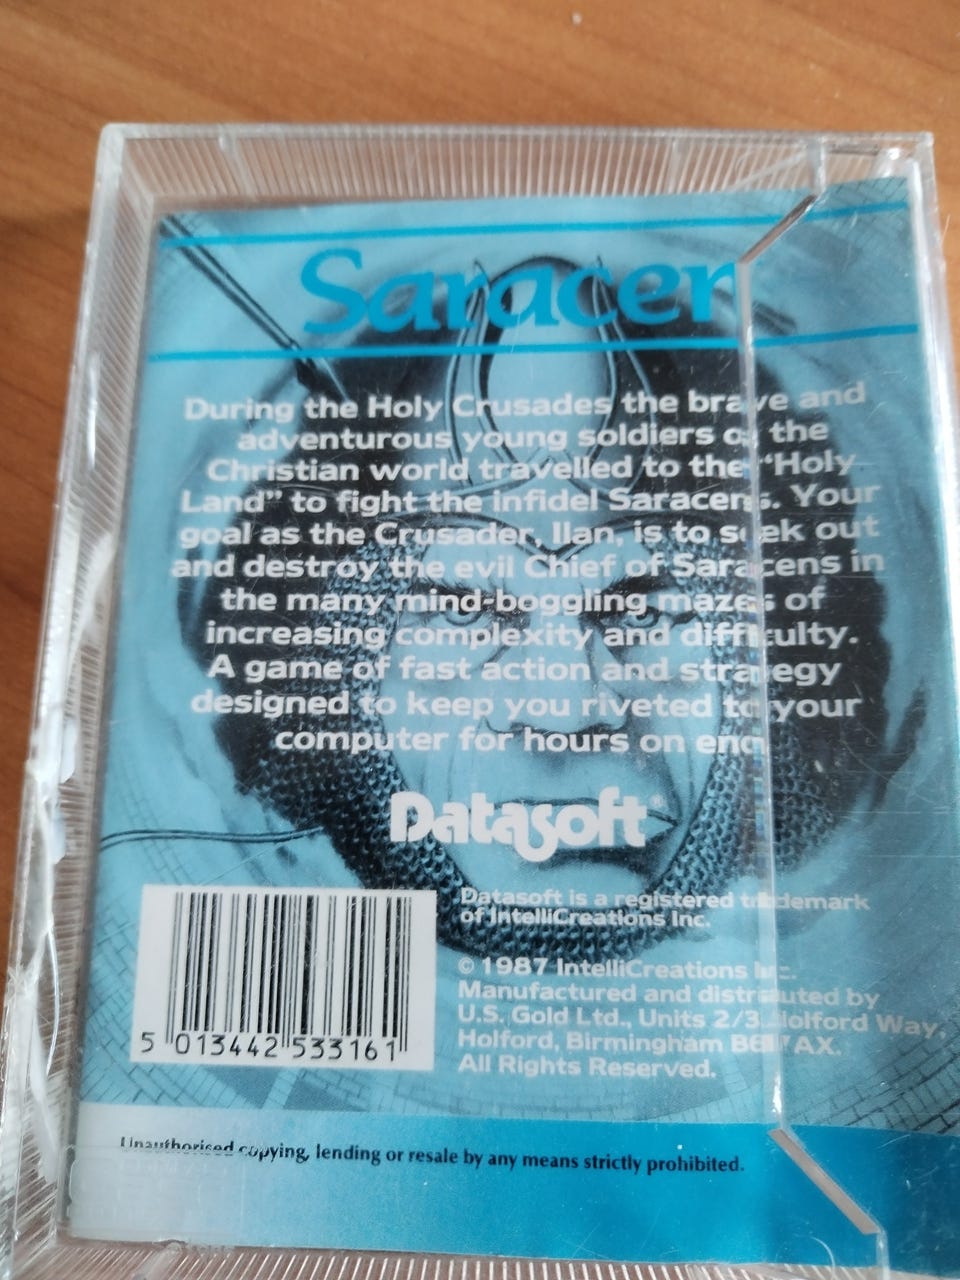 Saracen
During the Holy Crusades the brave and
adventurous young soldiers of the
Christian world travelled to the “Holy
Land” to fight the infidel Saracens. Your
goal as the Crusader, Ilan, is to seek out
and destroy the evil Chief of Saracens in
the many mind-boggling mazes of
increasing complexity and difficulty.
A game of fast action and strategy
designed to keep you riveted to your
computer for hours on end.
Datasoft®
Datasoft is a registered trademark
of IntelliCreations Inc.
© 1987 IntelliCreations Inc.
Manufactured and distributed by
U.S. Gold Ltd., Units 2/3 Holford Way,
Holford, Birmingham B6 7AX.
All Rights Reserved.
5 013442 533161
Unauthorised copying, lending or resale by any means strictly prohibited.